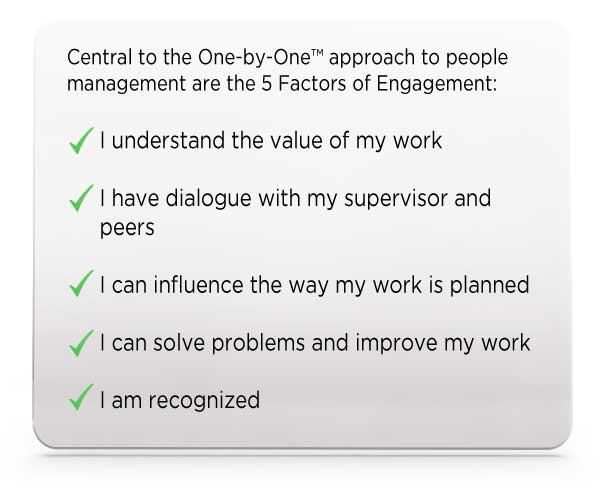 Central to the One-by-One™ approach to people
management are the 5 Factors of Engagement:
I understand the value of my work
I have dialogue with my supervisor and
peers
I can influence the way my work is planned
I can solve problems and improve my work
I am recognized